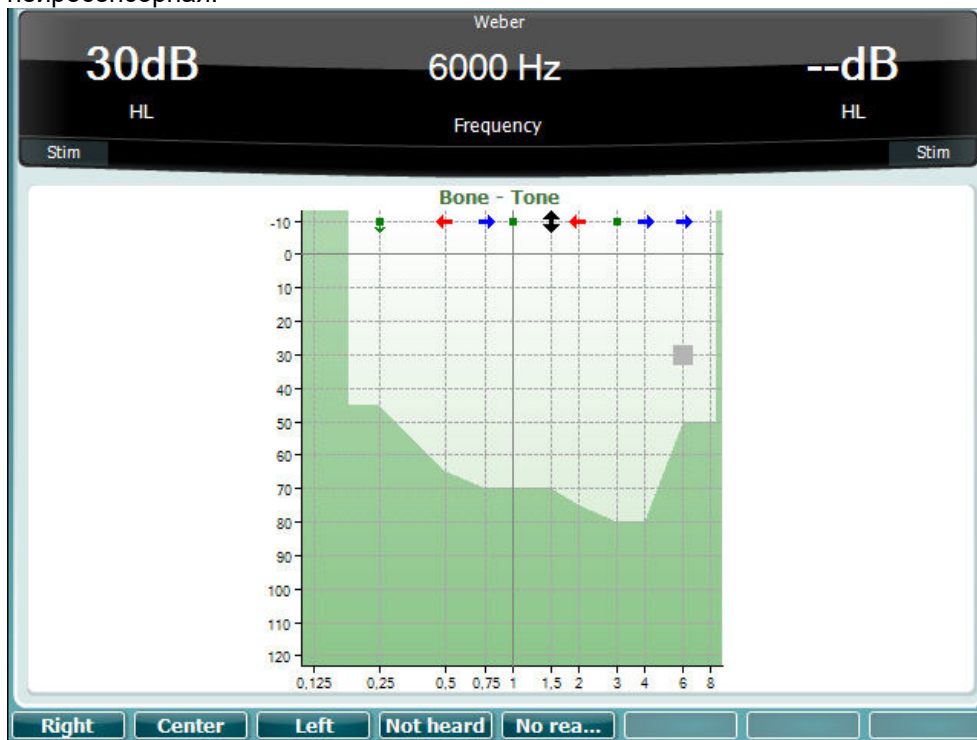 нейросенсорная.
Weber
30dB 6000 Hz --dB
HL Frequency HL
Stim Stim
Bone - Tone
-10
0
10
20
30
40
50
60
70
80
90
100
110
120
0,125 0,25 0,5 0,75 1 1,5 2 3 4 6 8
Right Center Left Not heard No rea...